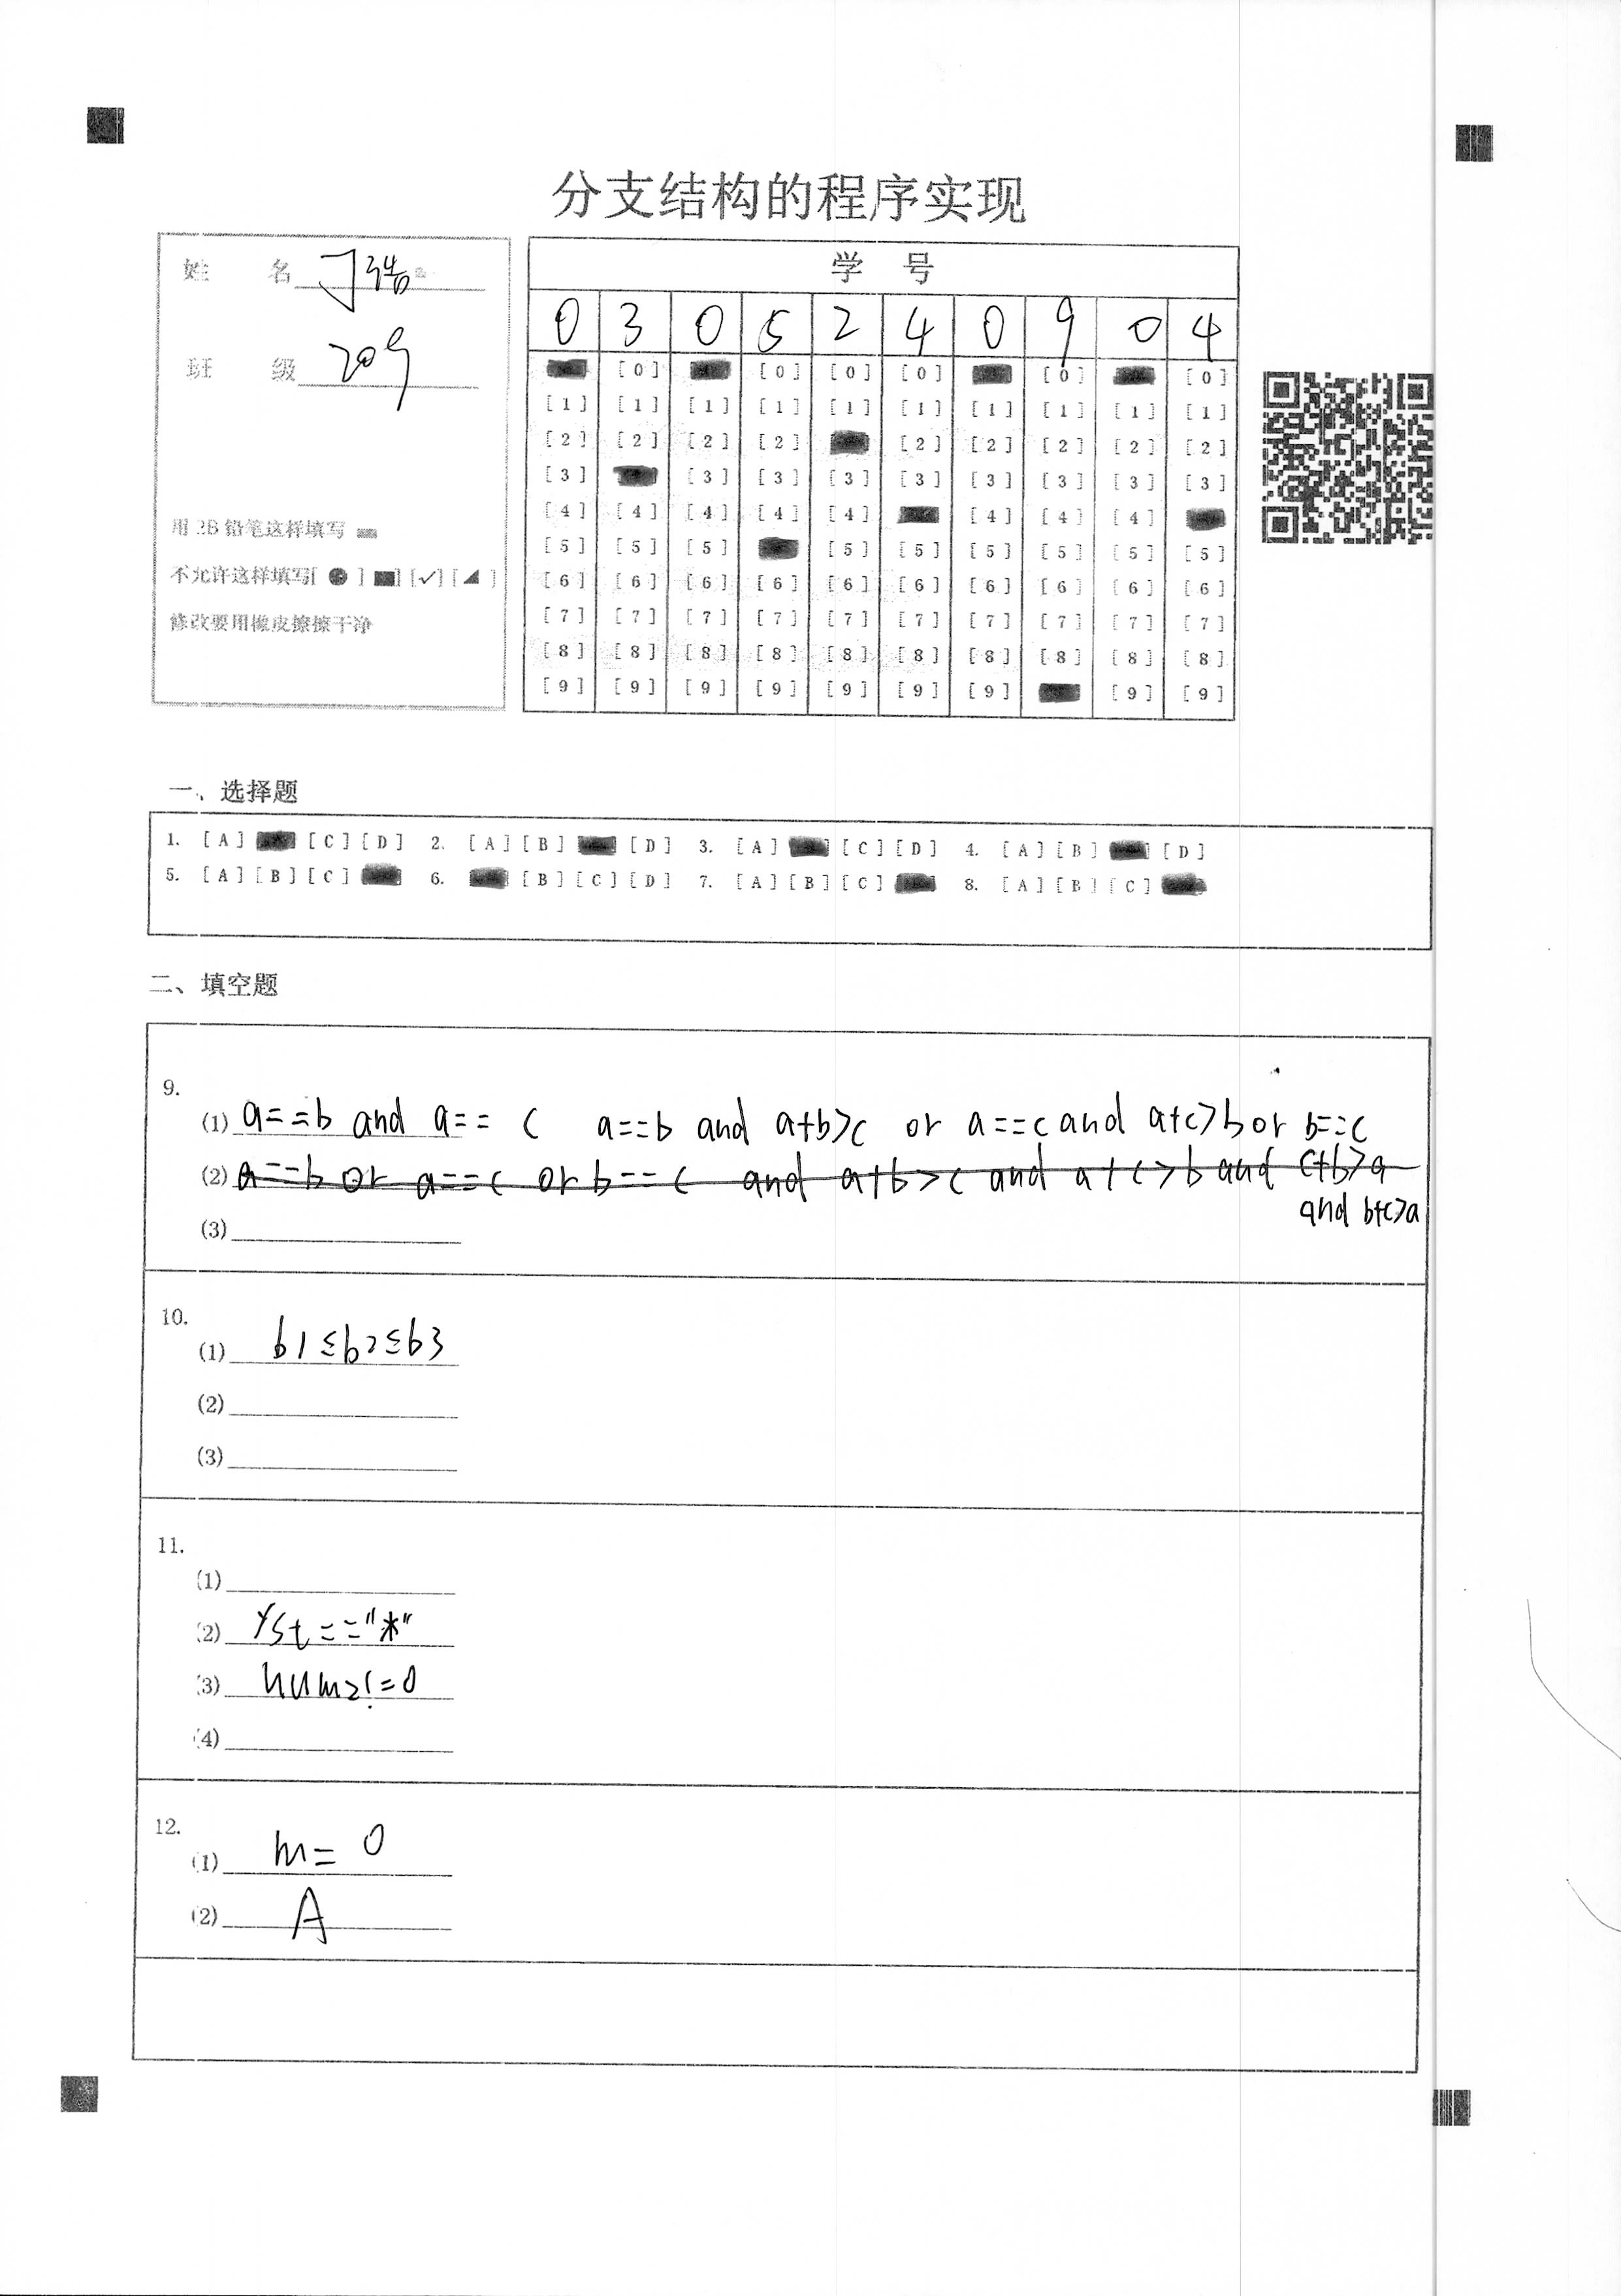 分支结构的程序实现
姓 名 丁
班 级 209
用 2B 铅笔这样填写
不允许这样填写[ ● ] ■] [✓] [◢ ]
修改要用橡皮擦擦干净
学 号
0 3 0 5 2 4 0 9 0 4
[0] [0] [0] [0] [0] [0]
[1] [1] [1] [1] [1] [1] [1] [1] [1] [1]
[2] [2] [2] [2] [2] [2] [2] [2] [2]
[3] [3] [3] [3] [3] [3] [3] [3] [3]
[4] [4] [4] [4] [4] [4] [4] [4]
[5] [5] [5] [5] [5] [5] [5] [5] [5]
[6] [6] [6] [6] [6] [6] [6] [6] [6] [6]
[7] [7] [7] [7] [7] [7] [7] [7] [7] [7]
[8] [8] [8] [8] [8] [8] [8] [8] [8] [8]
[9] [9] [9] [9] [9] [9] [9] [9] [9]
一、选择题
1. [A] [C] [D] 2. [A] [B] [D] 3. [A] [C] [D] 4. [A] [B] [D]
5. [A] [B] [C] 6. [B] [C] [D] 7. [A] [B] [C] 8. [A] [B] [C]
二、填空题
9.
(1) a==b and a== c a==b and a+b>c or a==c and a+c>b or b==c
(2) a==b or a==c or b==c and a+b>c and a+c>b and c+b>a
and b+c>a
(3)
10.
(1) b1≤b2≤b3
(2)
(3)
11.
(1)
(2) yst=="*"
(3) num2!=0
(4)
12.
(1) m= 0
(2) A